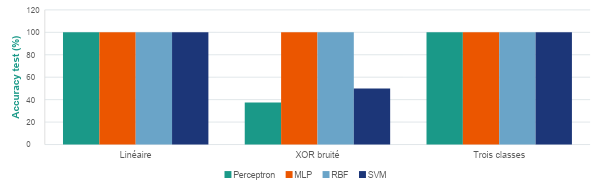 120
100
80
60
40
20
0
Accuracy test (%)
Linéaire
XOR bruité
Trois classes
Perceptron MLP RBF SVM